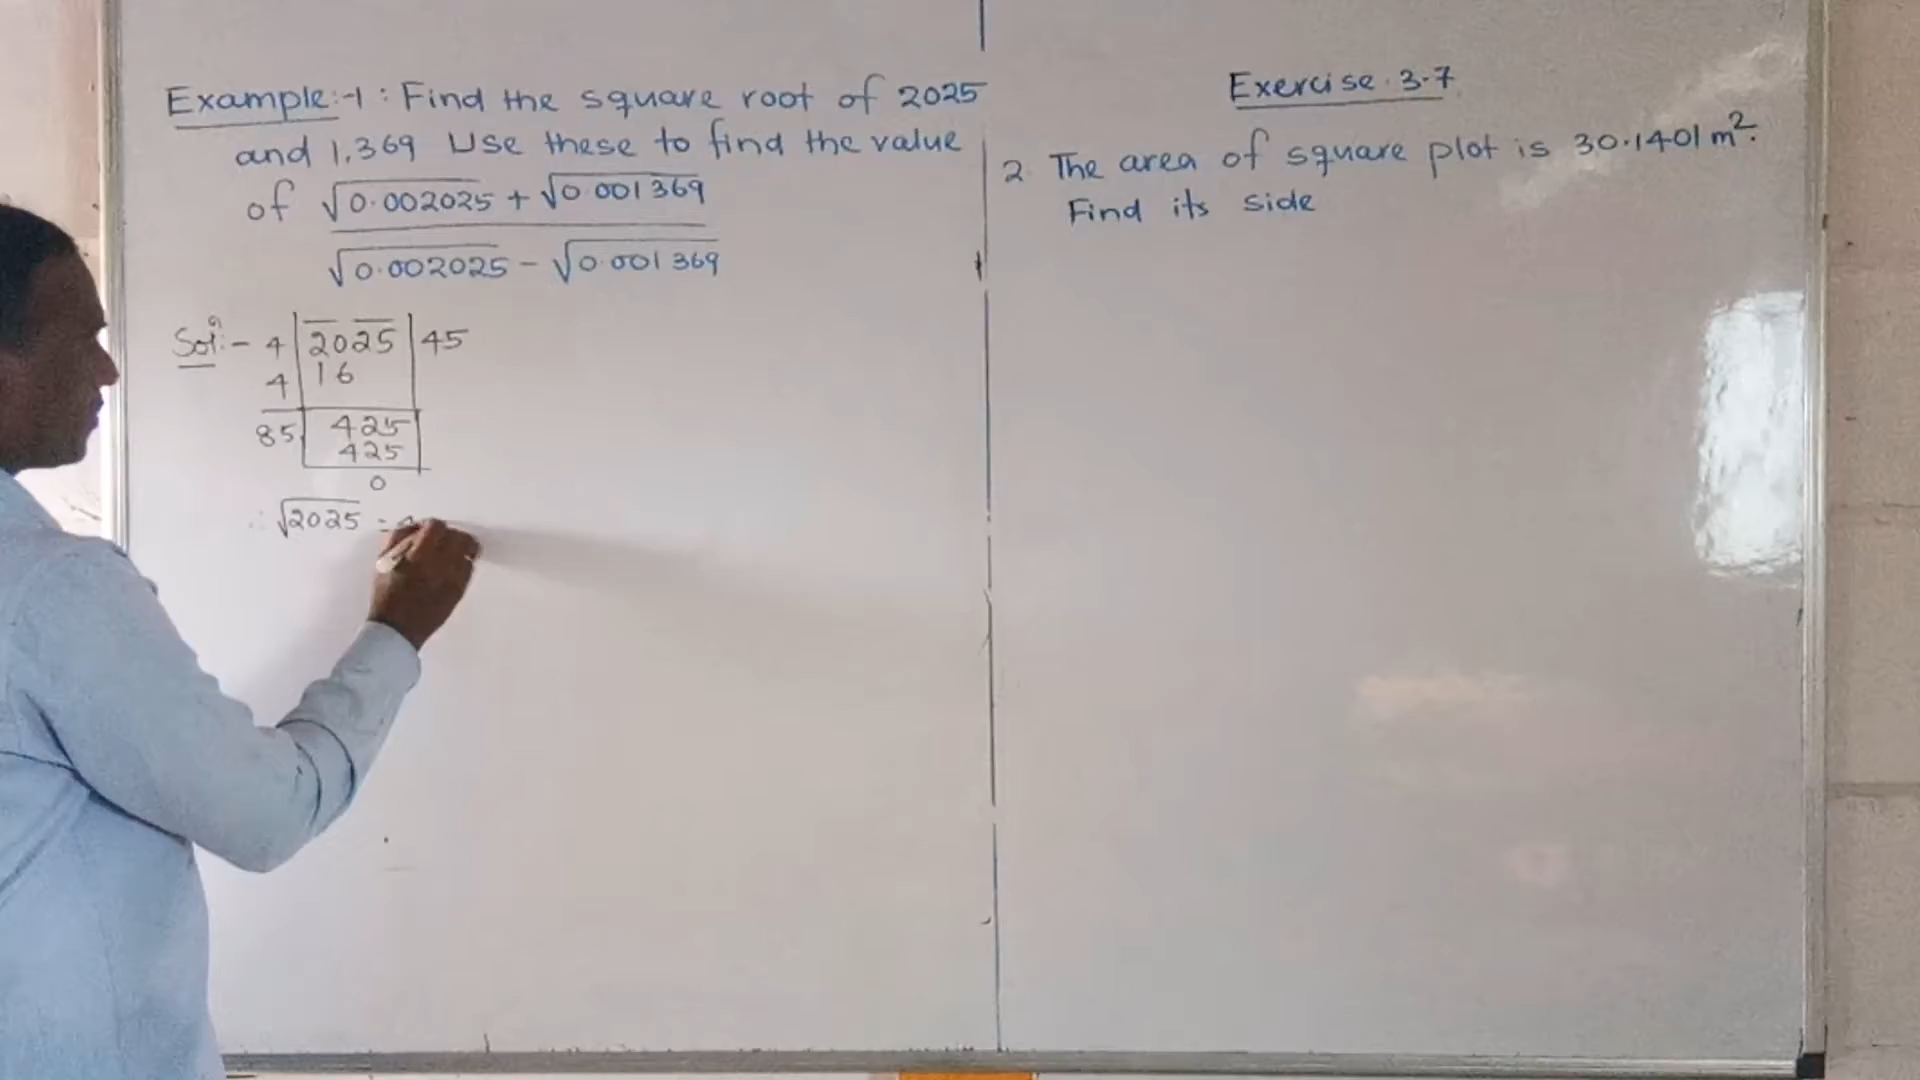 Example:-1: Find the square root of 2025
and 1,369 Use these to find the value
of √0.002025 + √0.001369
√0.002025 - √0.001369
Solⁿ:- 4 2025 45
4 16
85 425
425
0
∴ √2025 =
Exercise 3.7
2. The area of square plot is 30.1401 m².
Find its side